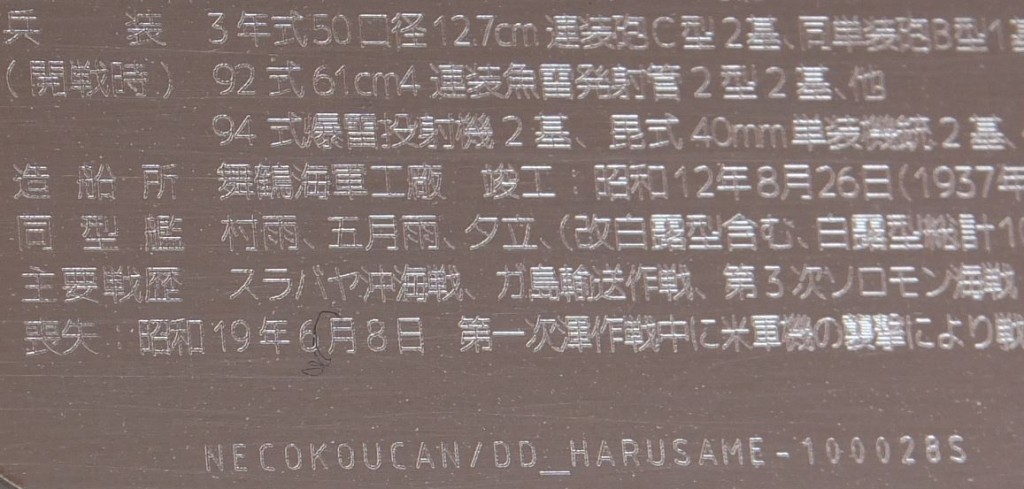 兵装 3年式50口径12.7cm連装砲C型2基、同単装砲B型1基
(開戦時) 92式61cm4連装魚雷発射管2型2基、他
94式爆雷投射機2基、毘式40mm単装機銃2基、
造船所 舞鶴海軍工廠 竣工:昭和12年8月26日(1937年
同型艦 村雨、五月雨、夕立、(改白露型含む、白露型総計10
主要戦歴 スラバヤ沖海戦、ガ島輸送作戦、第3次ソロモン海戦
喪失:昭和19年6月8日 第一次渾作戦中に米軍機の襲撃により戦
NECOKOUCAN/DD_HARUSAME-100028S